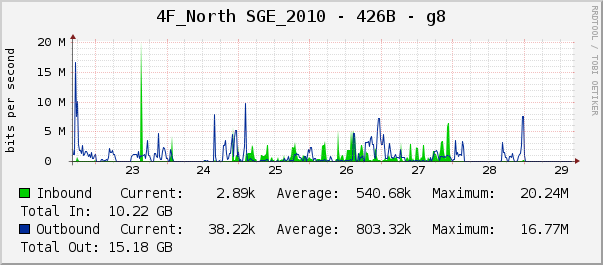 4F_North SGE_2010 - 426B - g8
RRDTOOL / TOBI OETIKER
bits per second
20 M
15 M
10 M
5 M
0
23 24 25 26 27 28 29
Inbound Current: 2.89k Average: 540.68k Maximum: 20.24M
Total In: 10.22 GB
Outbound Current: 38.22k Average: 803.32k Maximum: 16.77M
Total Out: 15.18 GB